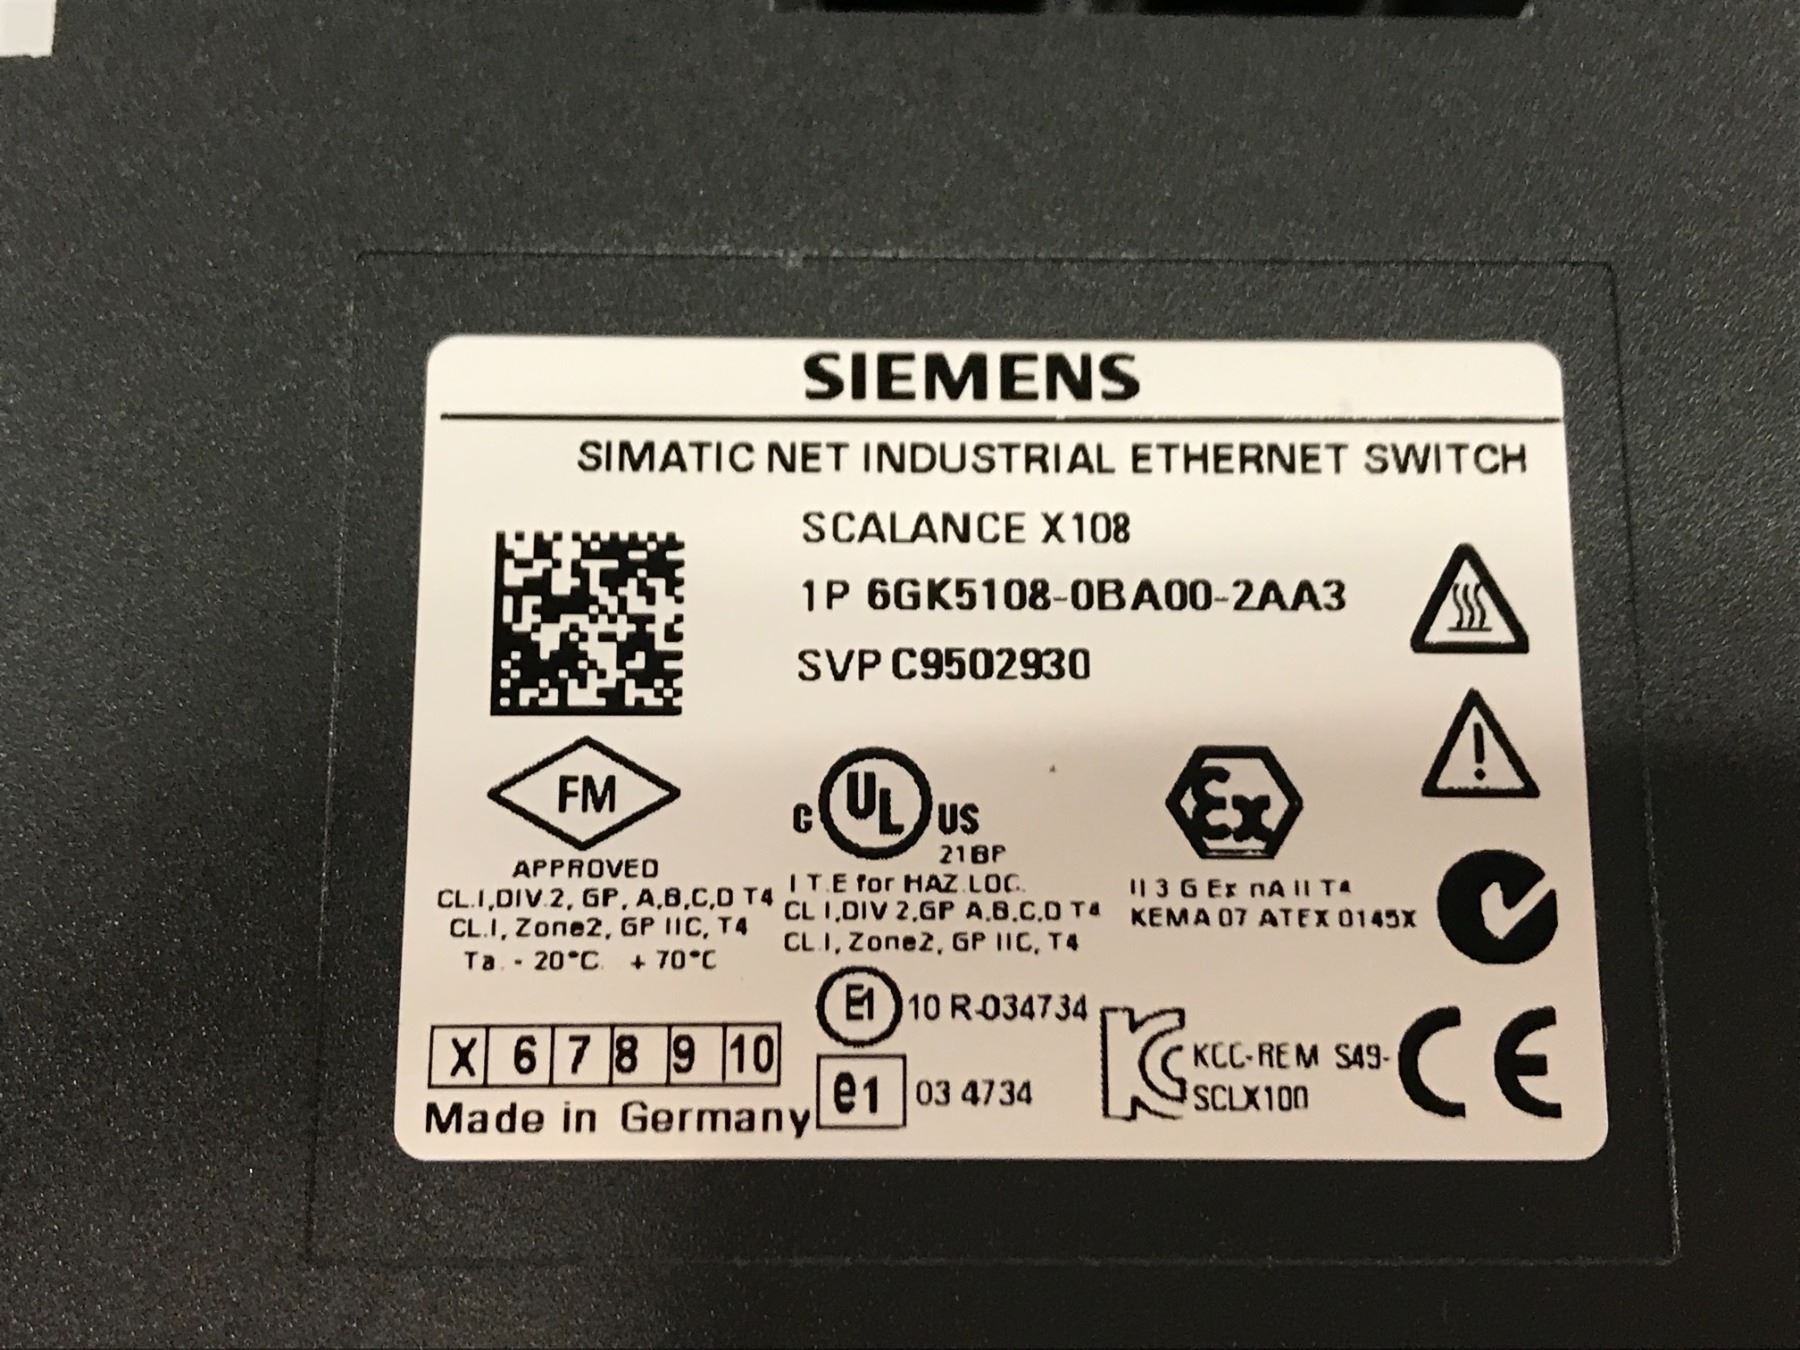 SIEMENS
SIMATIC NET INDUSTRIAL ETHERNET SWITCH
SCALANCE X108
1P 6GK5108-0BA00-2AA3
SVP C9502930
FM
APPROVED
CL.I,DIV.2, GP, A,B,C,D T4
CL.I, Zone2, GP IIC, T4
Ta. - 20°C. + 70°C
C UL US
21BP
I.T.E for HAZ.LOC.
CL I,DIV 2,GP A,B,C,D T4
CL.I, Zone2, GP IIC, T4
Ex
II 3 G Ex nA II T4
KEMA 07 ATEX 0145X
E1 10 R-034734
e1 03 4734
X 6 7 8 9 10
Made in Germany
KC KCC-REM S49-
SCLX100
CE